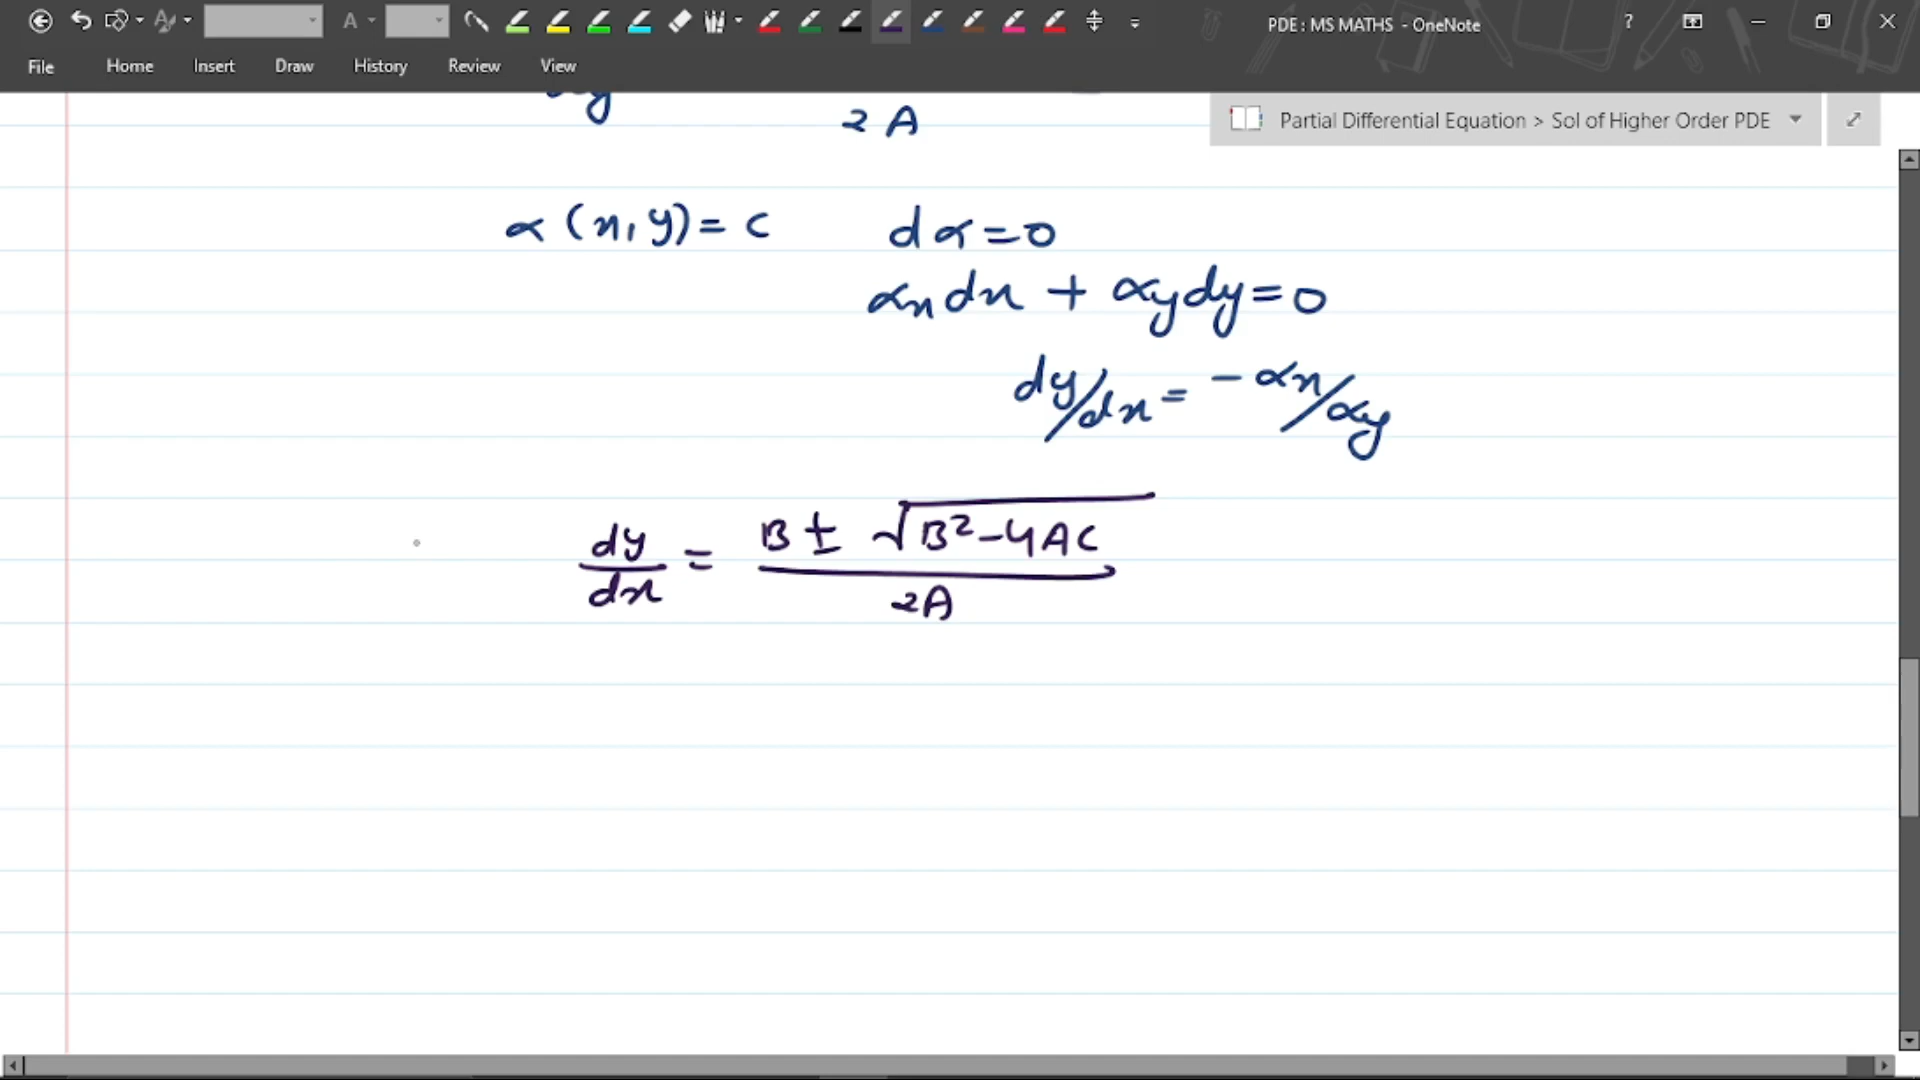 PDE : MS MATHS - OneNote ?
File Home Insert Draw History Review View
Partial Differential Equation > Sol of Higher Order PDE
2 A
α (x, y) = c dα = 0
αx dx + αy dy = 0
dy/dx = - αx/αy
dy/dx = B ± √B²-4AC / 2A